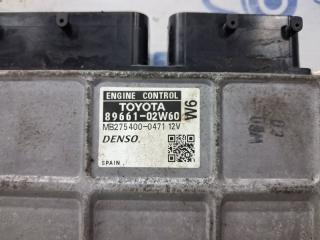 ENGINE CONTROL
TOYOTA
89661-02W60
W6
MB275400-0471 12V
DENSO
SPAIN